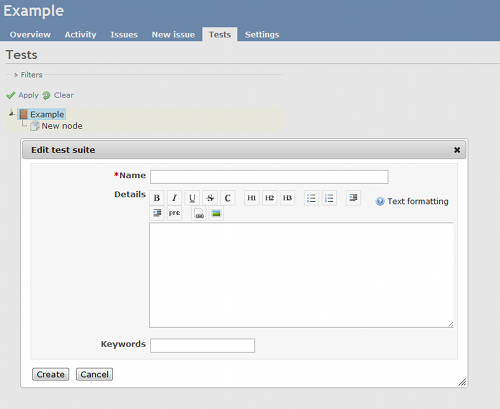 Example
Overview Activity Issues New issue Tests Settings
Tests
Filters
Apply Clear
Example
New node
Edit test suite
*Name
Details B I U S C H1 H2 H3 Text formatting
pre
Keywords
Create Cancel